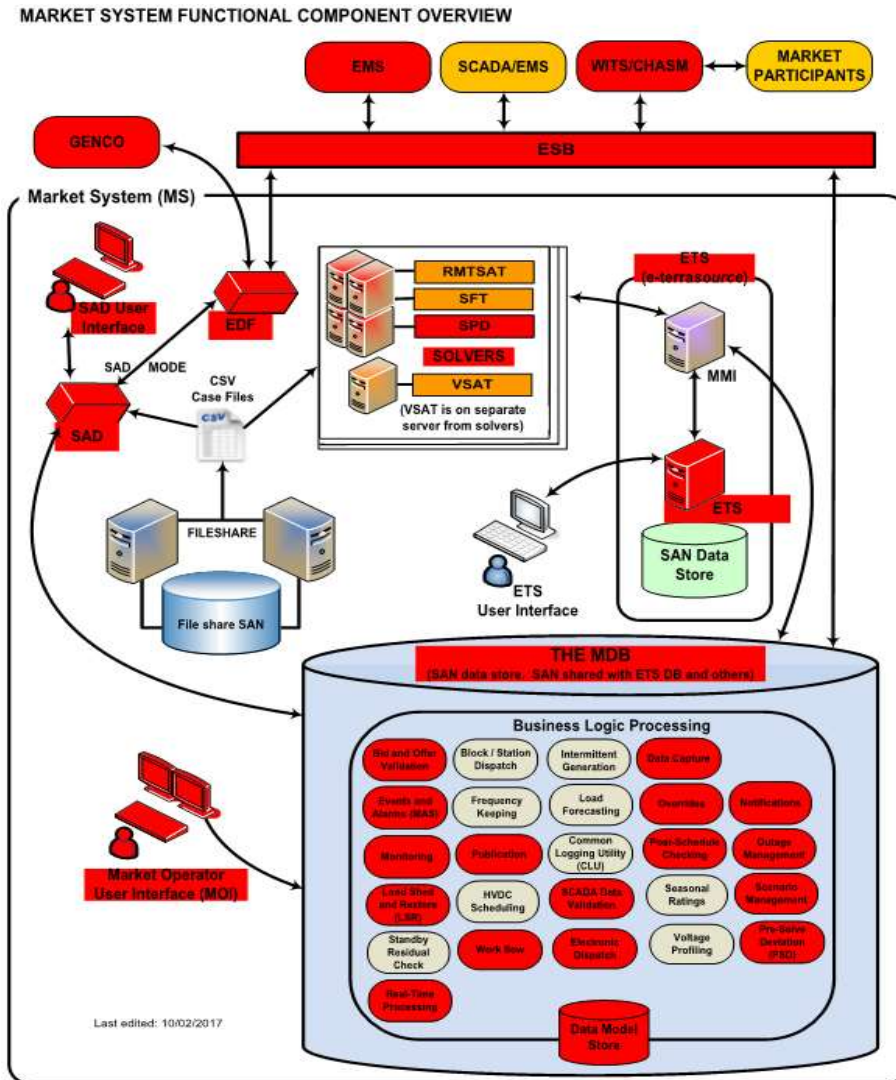 MARKET SYSTEM FUNCTIONAL COMPONENT OVERVIEW
EMS
SCADA/EMS
WITS/CHASM
MARKET
PARTICIPANTS
GENCO
ESB
Market System (MS)
SAD User
Interface
EDF
SAD MODE
SAD
CSV
Case Files
CSV
RMTSAT
SFT
SPD
SOLVERS
VSAT
(VSAT is on separate
server from solvers)
ETS
(e-terrasource)
MMI
ETS
SAN Data
Store
ETS
User Interface
FILESHARE
File share SAN
THE MDB
(SAN data store. SAN shared with ETS DB and others)
Business Logic Processing
Bid and Offer
Validation
Block / Station
Dispatch
Intermittent
Generation
Data Capture
Events and
Alarms (MAS)
Frequency
Keeping
Load
Forecasting
Overrides
Notifications
Monitoring
Publication
Common
Logging Utility
(CLU)
Post-Schedule
Checking
Outage
Management
Load Shed
and Restore
(LSR)
HVDC
Scheduling
SCADA Data
Validation
Seasonal
Ratings
Scenario
Management
Standby
Residual
Check
Work flow
Electronic
Dispatch
Voltage
Profiling
Pre-Solve
Deviation
(PSD)
Real-Time
Processing
Data Model
Store
Market Operator
User Interface (MOI)
Last edited: 10/02/2017